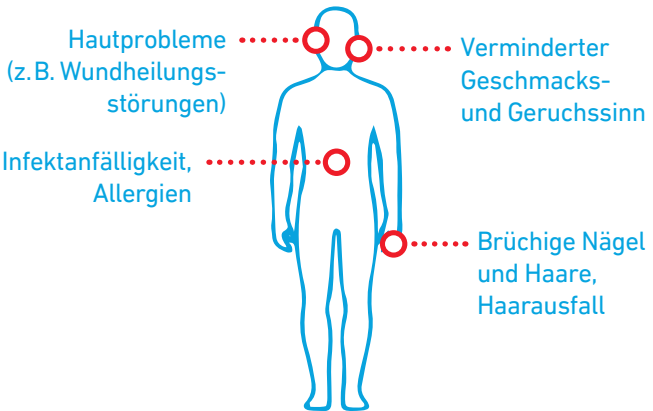 Hautprobleme
(z.B. Wundheilungs-
störungen)
Verminderter
Geschmacks-
und Geruchssinn
Infektanfälligkeit,
Allergien
Brüchige Nägel
und Haare,
Haarausfall